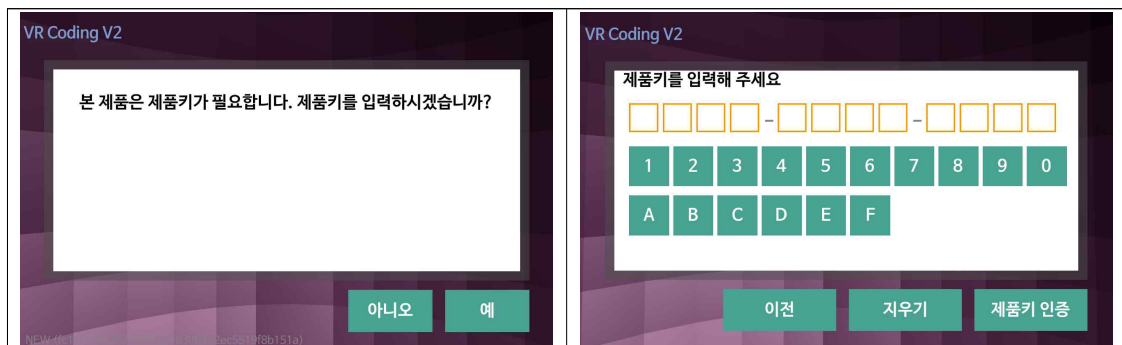 VR Coding V2
본 제품은 제품키가 필요합니다. 제품키를 입력하시겠습니까?
아니오 예
VR Coding V2
제품키를 입력해 주세요
- -
1 2 3 4 5 6 7 8 9 0
A B C D E F
이전 지우기 제품키 인증